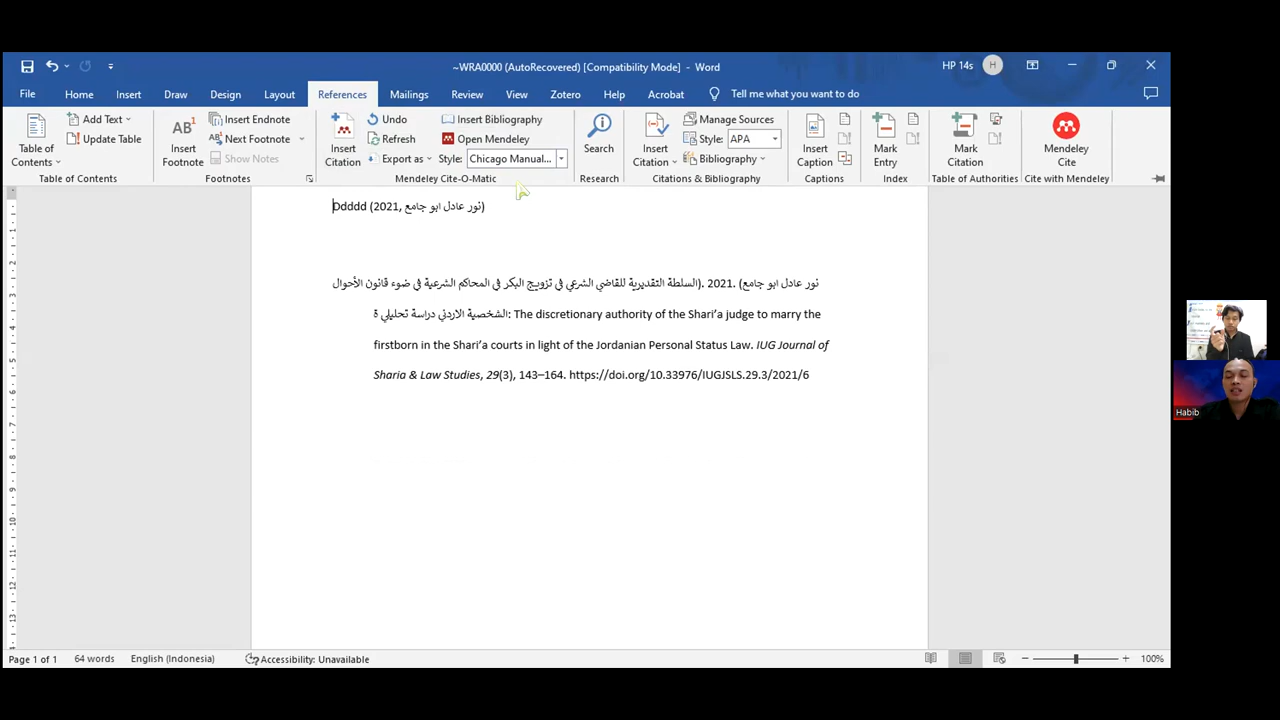 ~WRA0000 (AutoRecovered) [Compatibility Mode] - Word
HP 14s
H
File Home Insert Draw Design Layout References Mailings Review View Zotero Help Acrobat Tell me what you want to do
Table of Contents
Add Text
Update Table
Table of Contents
AB1
Insert Footnote
Insert Endnote
Next Footnote
Show Notes
Footnotes
Insert Citation
Undo
Refresh
Export as
Insert Bibliography
Open Mendeley
Style: Chicago Manual...
Mendeley Cite-O-Matic
Search
Research
Insert Citation
Manage Sources
Style: APA
Bibliography
Citations & Bibliography
Insert Caption
Captions
Mark Entry
Index
Mark Citation
Table of Authorities
Mendeley Cite
Cite with Mendeley
Ddddd (2021, نور عادل ابو جامع)
نور عادل ابو جامع) .2021 .(السلطة التقديرية للقاضي الشرعي في تزويج البكر في المحاكم الشرعية في ضوء قانون الأحوال
الشخصية الاردني دراسة تحليلي ة: The discretionary authority of the Shari’a judge to marry the
firstborn in the Shari’a courts in light of the Jordanian Personal Status Law. IUG Journal of
Sharia & Law Studies, 29(3), 143–164. https://doi.org/10.33976/IUGJSLS.29.3/2021/6
Habib
Page 1 of 1 64 words English (Indonesia) Accessibility: Unavailable 100%